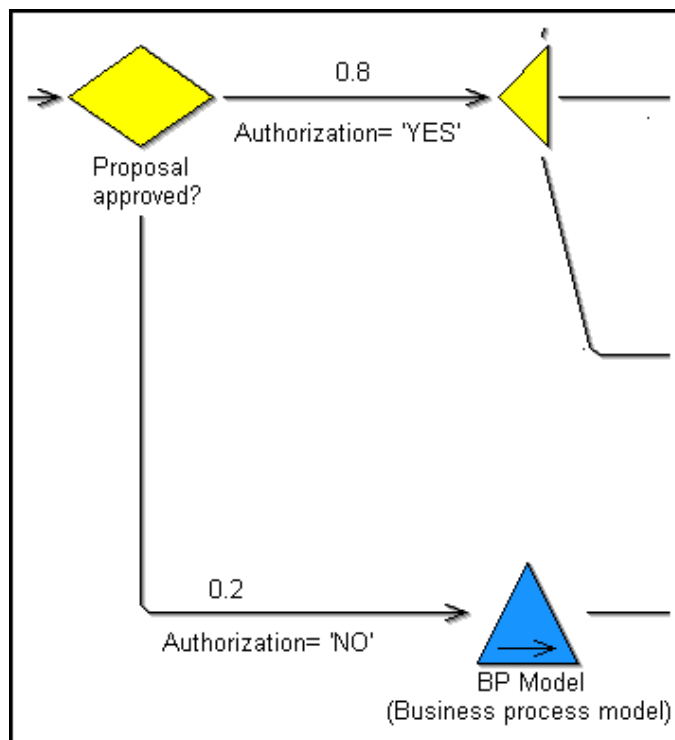 0.8
Authorization= 'YES'
Proposal
approved?
0.2
Authorization= 'NO'
BP Model
(Business process model)